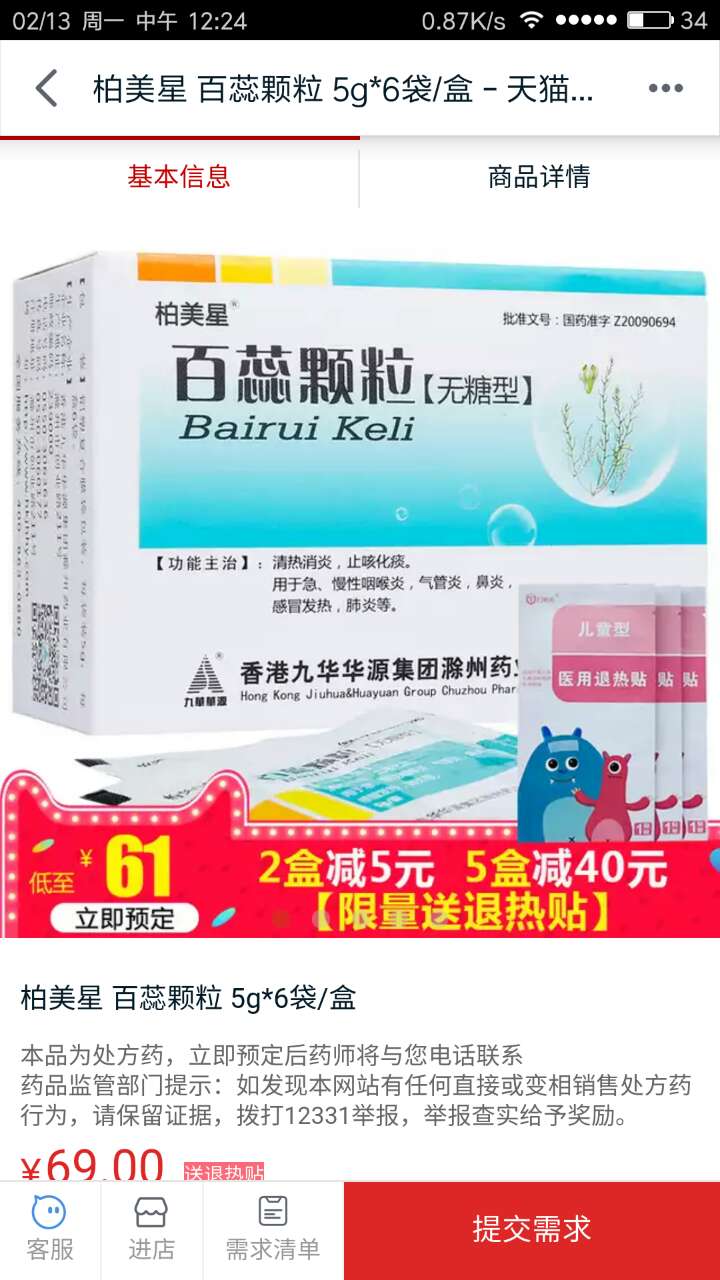 02/13 周一 中午 12:24
0.87K/s
34
柏美星 百蕊颗粒 5g*6袋/盒 - 天猫...
基本信息
商品详情
柏美星®
批准文号：国药准字 Z20090694
百蕊颗粒【无糖型】
Bairui Keli
【功能主治】：清热消炎，止咳化痰。
用于急、慢性咽喉炎，气管炎，鼻炎，
感冒发热，肺炎等。
儿童型
医用退热贴
贴
贴
九華華源®
香港九华华源集团滁州药业
Hong Kong Jiuhua&Huayuan Group Chuzhou Phar
低至 ¥61
立即预定
2盒减5元 5盒减40元
【限量送退热贴】
柏美星 百蕊颗粒 5g*6袋/盒
本品为处方药，立即预定后药师将与您电话联系
药品监管部门提示：如发现本网站有任何直接或变相销售处方药
行为，请保留证据，拨打12331举报，举报查实给予奖励。
¥69.00 送退热贴
客服
进店
需求清单
提交需求